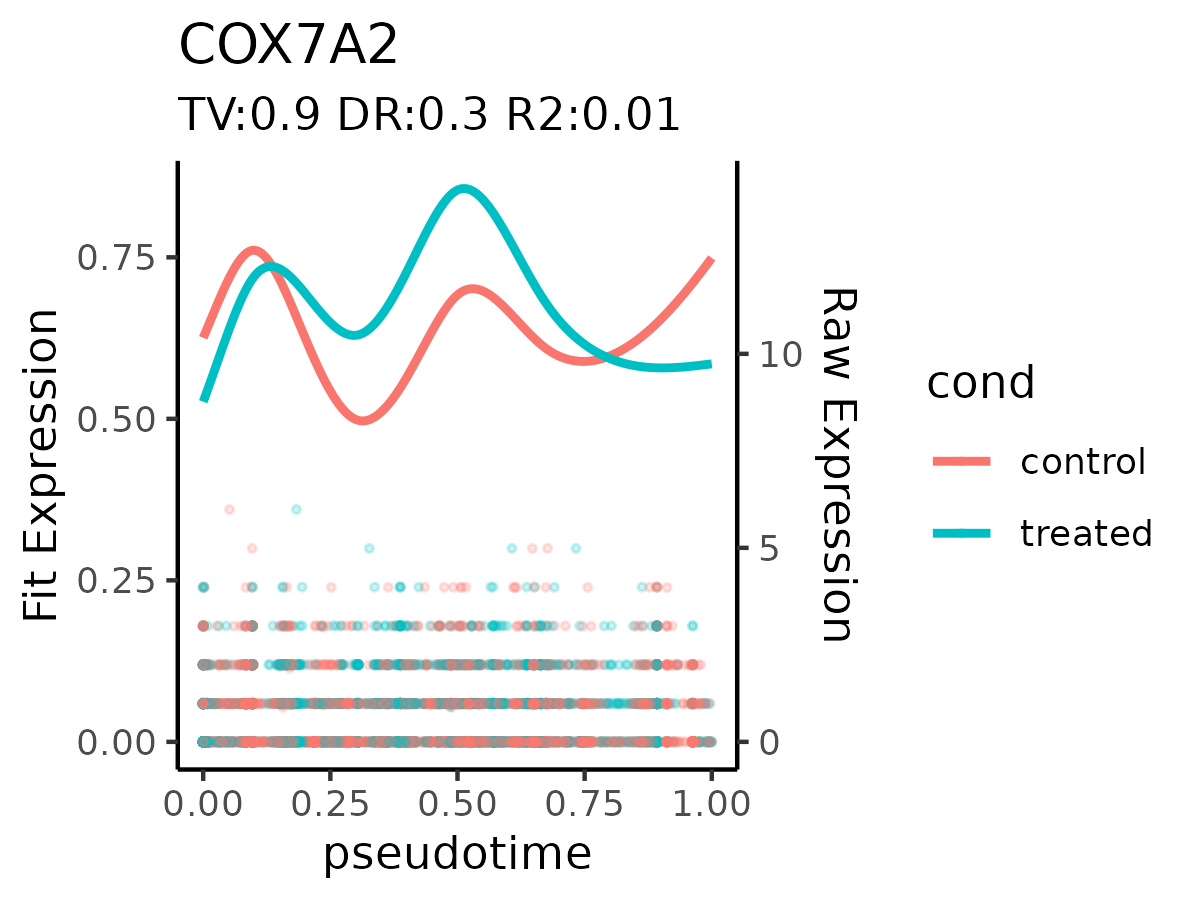 COX7A2
TV:0.9 DR:0.3 R2:0.01
Fit Expression
0.75
0.50
0.25
0.00
0.00 0.25 0.50 0.75 1.00
pseudotime
10
5
0
Raw Expression
cond
control
treated